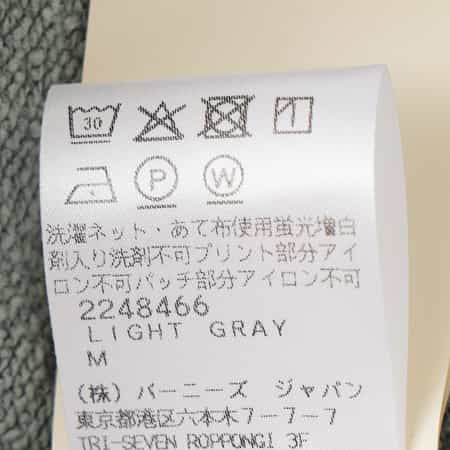 30
P W
洗濯ネット・あて布使用蛍光増白
剤入り洗剤不可プリント部分アイ
ロン不可パッチ部分アイロン不可
2248466
LIGHT GRAY
M
(株) バーニーズ ジャパン
東京都港区六本木7-7-7
TRI-SEVEN ROPPONGI 3F